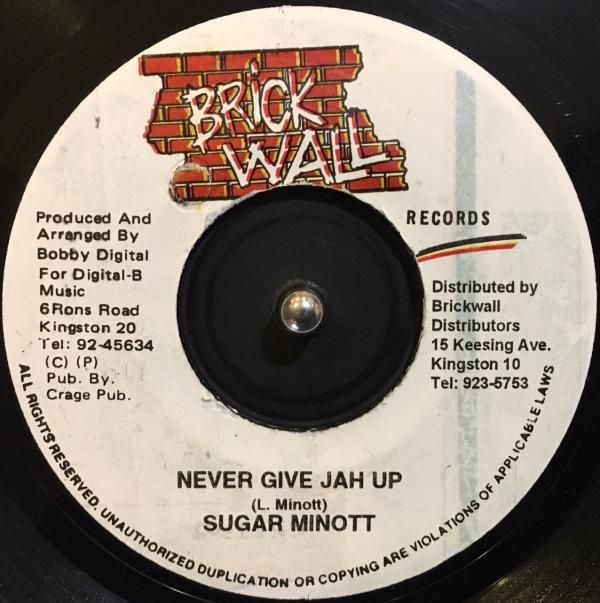 BRICK
WALL
RECORDS
Produced And
Arranged By
Bobby Digital
For Digital-B
Music
6Rons Road
Kingston 20
Tel: 92-45634
(C) (P)
Pub. By.
Crage Pub.
Distributed by
Brickwall
Distributors
15 Keesing Ave.
Kingston 10
Tel: 923-5753
NEVER GIVE JAH UP
(L. Minott)
SUGAR MINOTT
ALL RIGHTS RESERVED. UNAUTHORIZED DUPLICATION OR COPYING ARE VIOLATIONS OF APPLICABLE LAWS